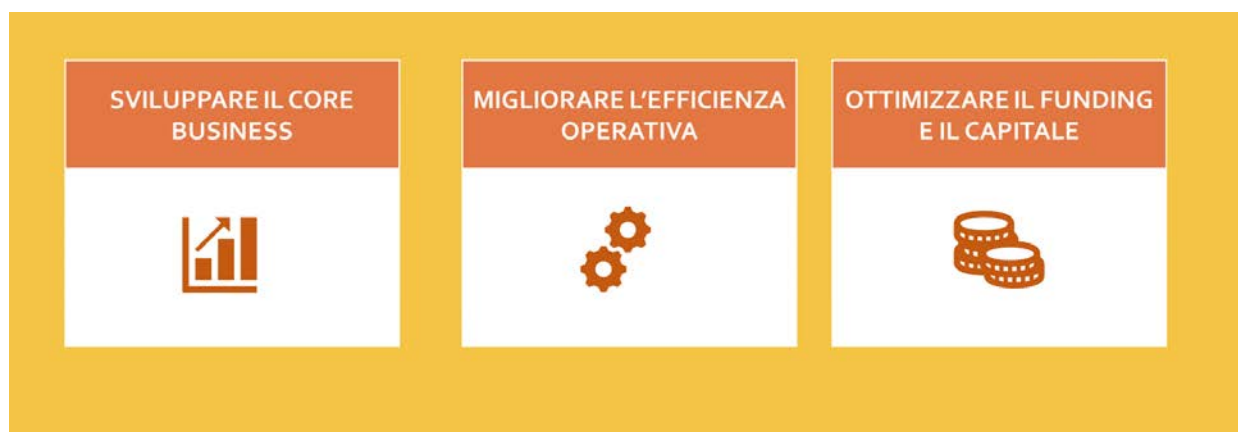 SVILUPPARE IL CORE
BUSINESS
MIGLIORARE L'EFFICIENZA
OPERATIVA
OTTIMIZZARE IL FUNDING
E IL CAPITALE